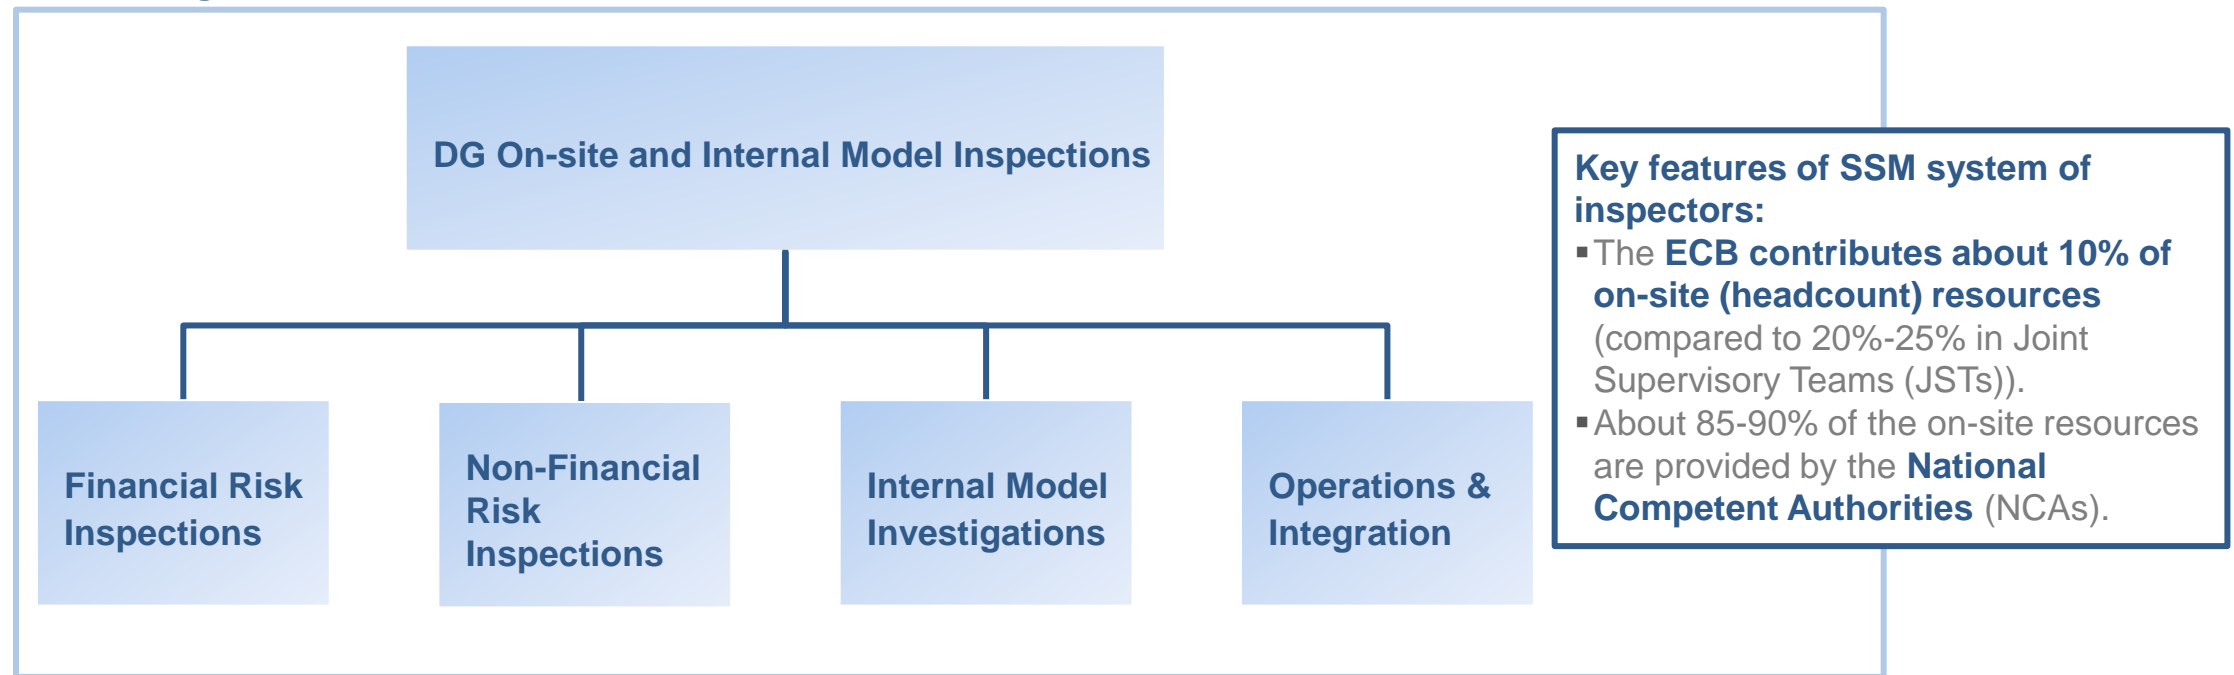 DG On-site and Internal Model Inspections
Financial Risk
Inspections
Non-Financial
Risk
Inspections
Internal Model
Investigations
Operations &
Integration
Key features of SSM system of
inspectors:
▪The ECB contributes about 10% of
on-site (headcount) resources
(compared to 20%-25% in Joint
Supervisory Teams (JSTs)).
▪About 85-90% of the on-site resources
are provided by the National
Competent Authorities (NCAs).